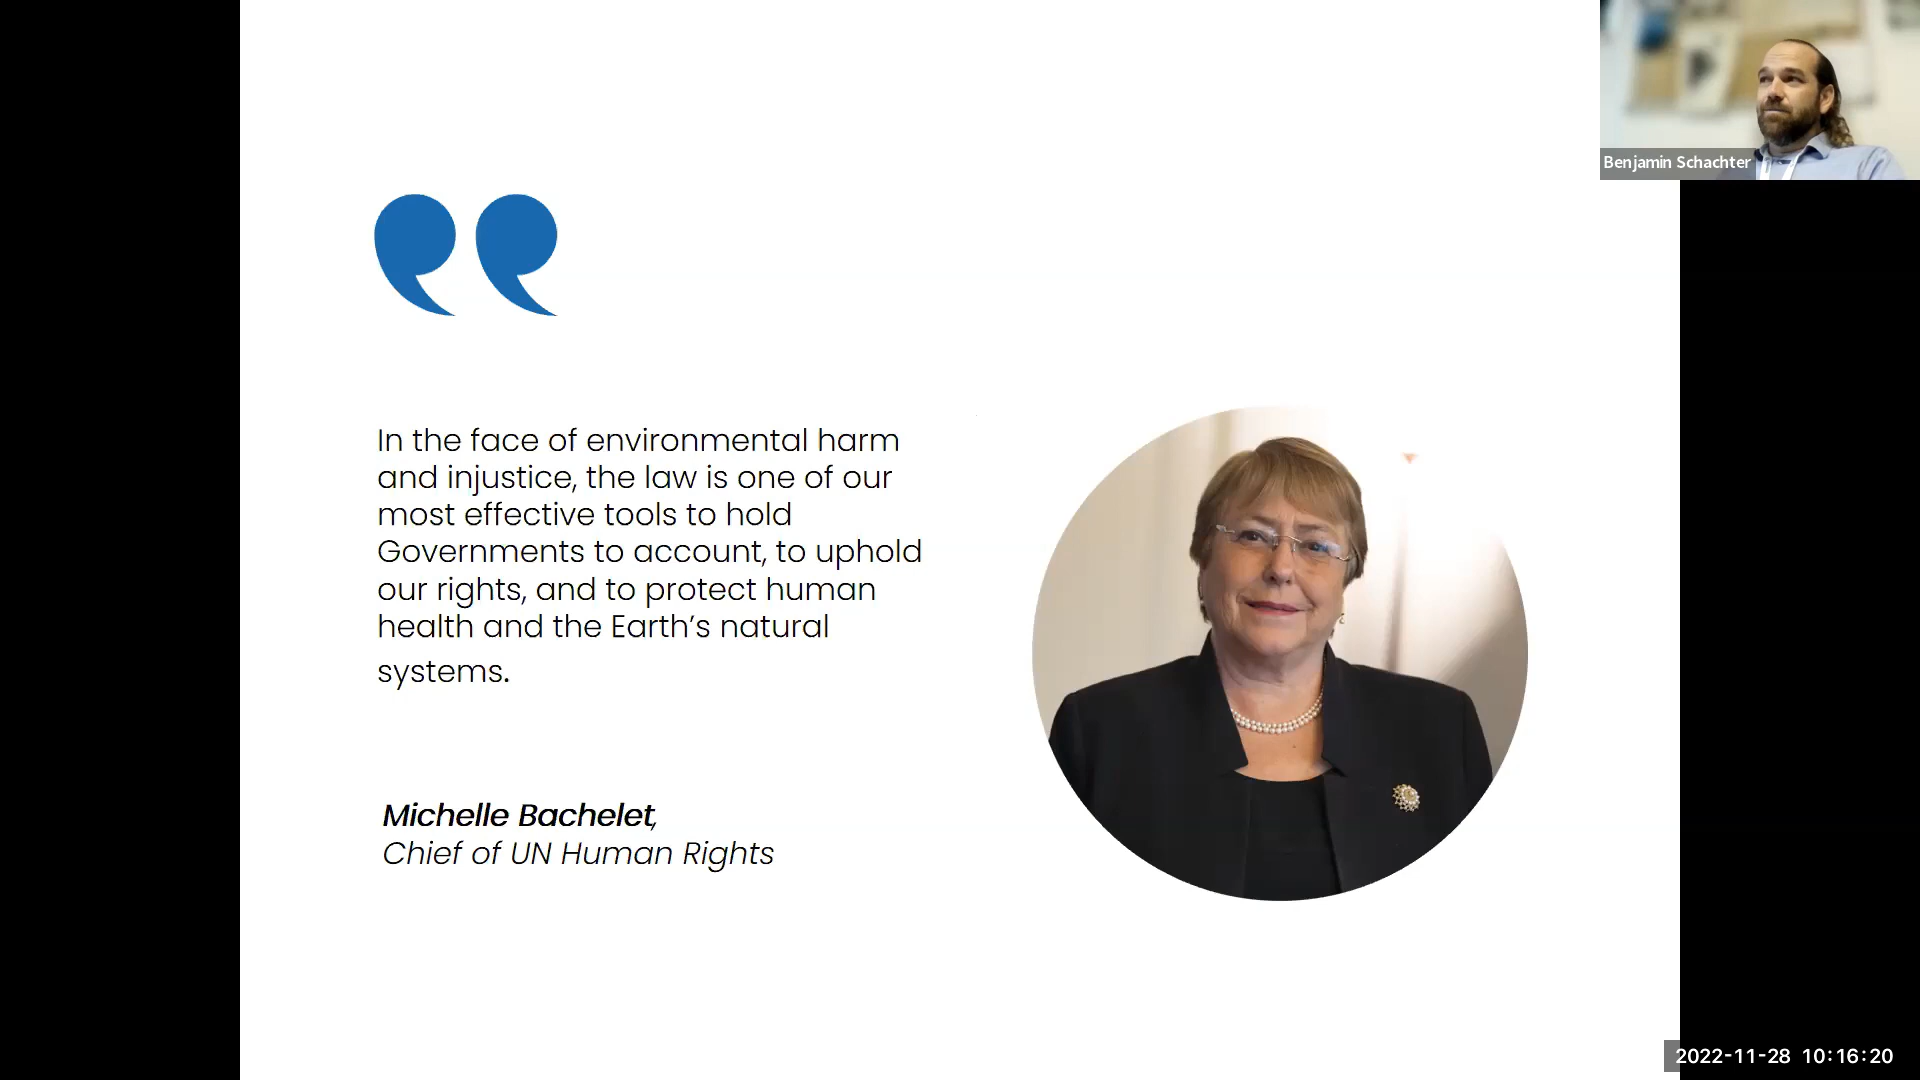 Benjamin Schachter
In the face of environmental harm
and injustice, the law is one of our
most effective tools to hold
Governments to account, to uphold
our rights, and to protect human
health and the Earth’s natural
systems.
Michelle Bachelet,
Chief of UN Human Rights
2022-11-28 10:16:20